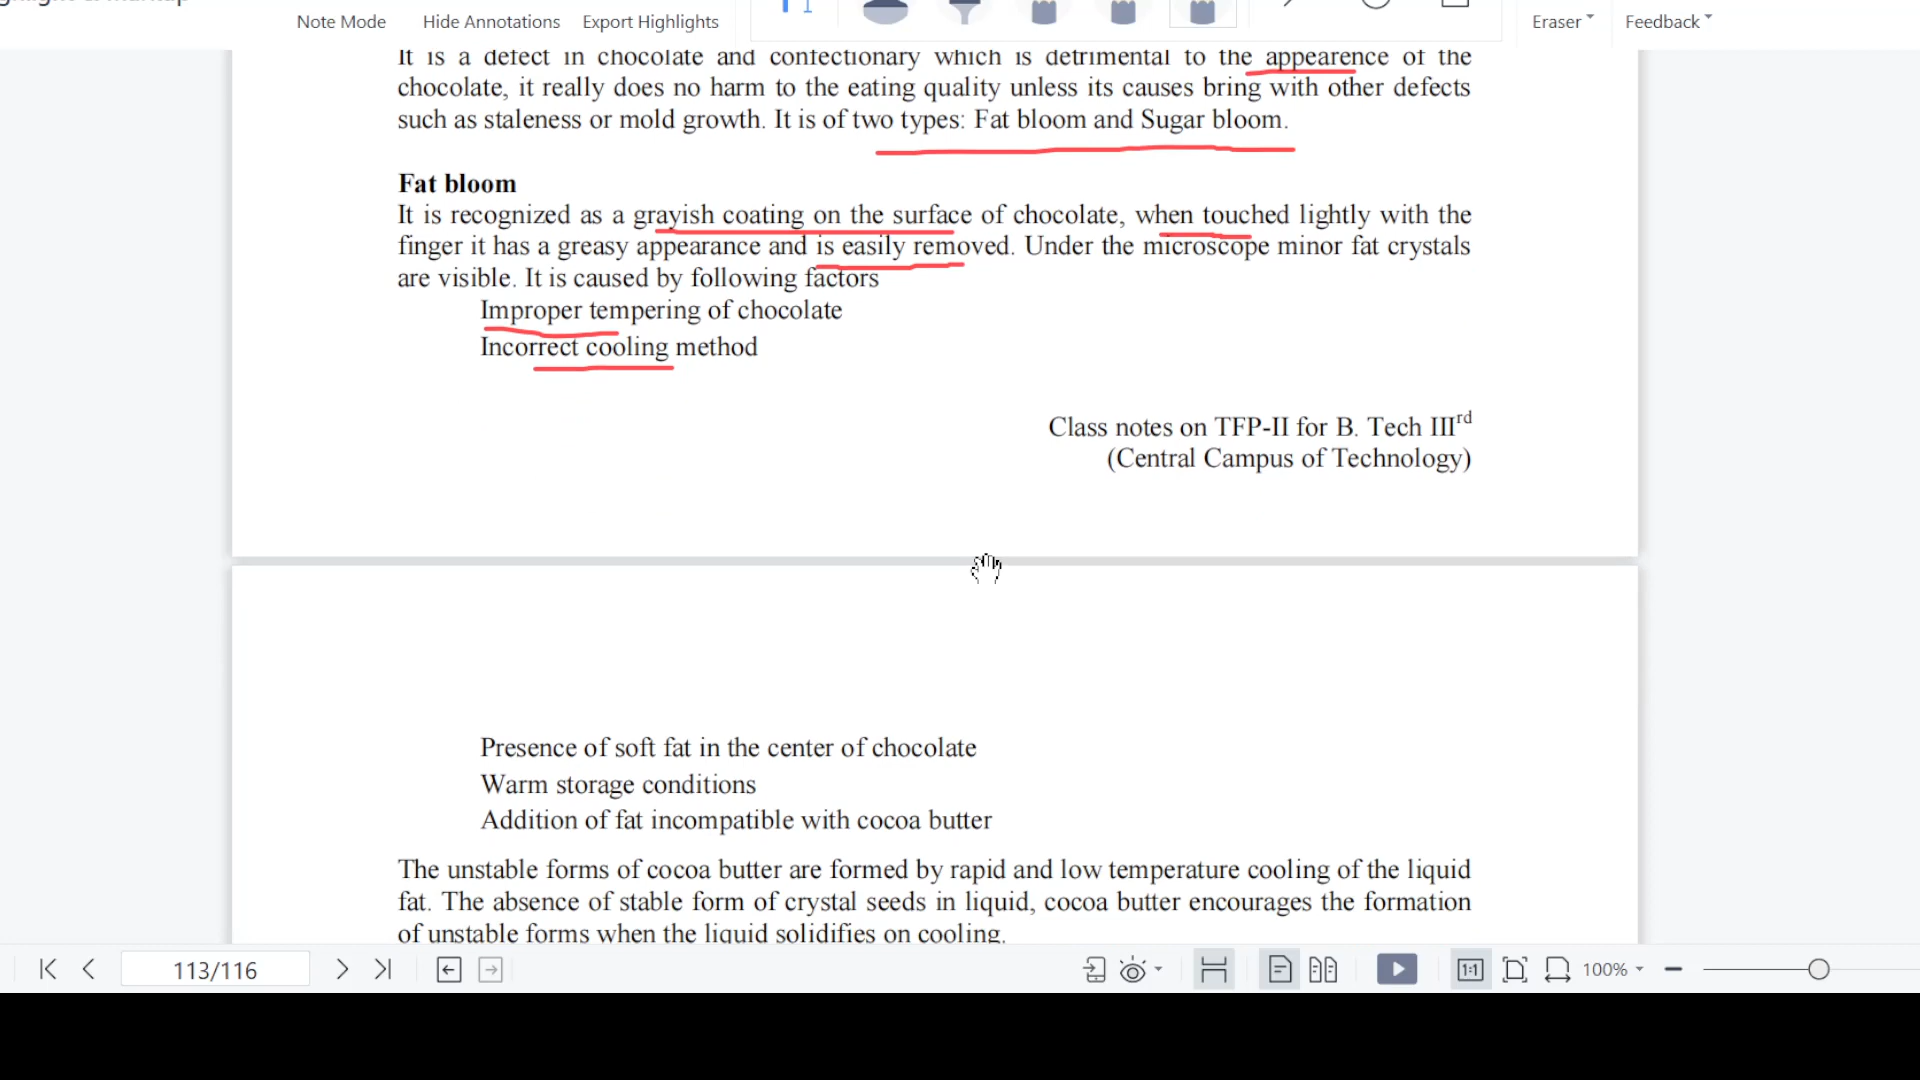 Note Mode Hide Annotations Export Highlights Eraser Feedback
It is a defect in chocolate and confectionary which is detrimental to the appearence of the
chocolate, it really does no harm to the eating quality unless its causes bring with other defects
such as staleness or mold growth. It is of two types: Fat bloom and Sugar bloom.
Fat bloom
It is recognized as a grayish coating on the surface of chocolate, when touched lightly with the
finger it has a greasy appearance and is easily removed. Under the microscope minor fat crystals
are visible. It is caused by following factors
Improper tempering of chocolate
Incorrect cooling method
Class notes on TFP-II for B. Tech IIIrd
(Central Campus of Technology)
Presence of soft fat in the center of chocolate
Warm storage conditions
Addition of fat incompatible with cocoa butter
The unstable forms of cocoa butter are formed by rapid and low temperature cooling of the liquid
fat. The absence of stable form of crystal seeds in liquid, cocoa butter encourages the formation
of unstable forms when the liquid solidifies on cooling.
113/116 1:1 100%